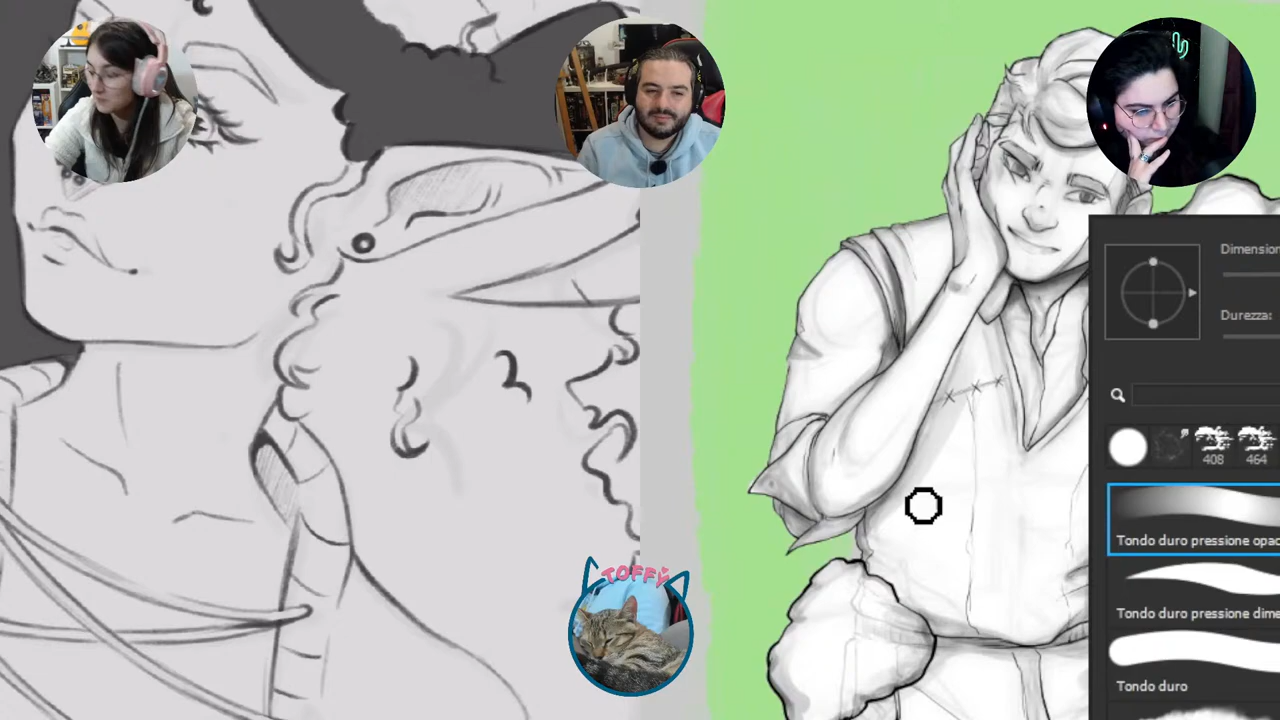 Dimension
Durezza:
408 464
Tondo duro pressione opac
Tondo duro pressione dime
Tondo duro
TOFFY